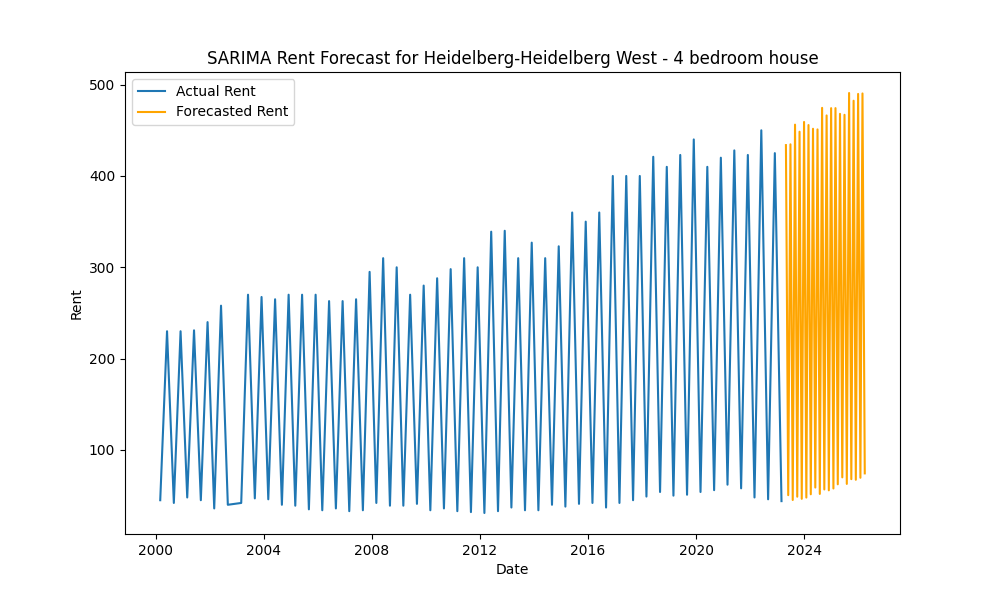 SARIMA Rent Forecast for Heidelberg-Heidelberg West - 4 bedroom house
Actual Rent
Forecasted Rent
500
400
300
200
100
Rent
2000 2004 2008 2012 2016 2020 2024
Date